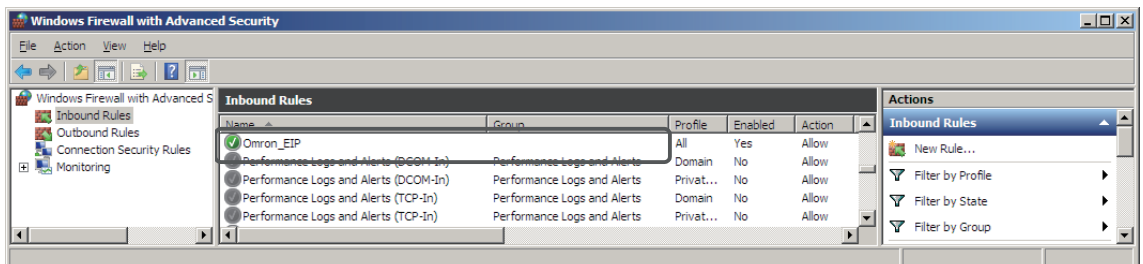 Windows Firewall with Advanced Security
File Action View Help
Windows Firewall with Advanced S
Inbound Rules
Outbound Rules
Connection Security Rules
Monitoring
Inbound Rules
Name Group Profile Enabled Action
Omron_EIP All Yes Allow
Performance Logs and Alerts (DCOM-In) Performance Logs and Alerts Domain No Allow
Performance Logs and Alerts (DCOM-In) Performance Logs and Alerts Privat... No Allow
Performance Logs and Alerts (TCP-In) Performance Logs and Alerts Domain No Allow
Performance Logs and Alerts (TCP-In) Performance Logs and Alerts Privat... No Allow
Actions
Inbound Rules
New Rule...
Filter by Profile
Filter by State
Filter by Group